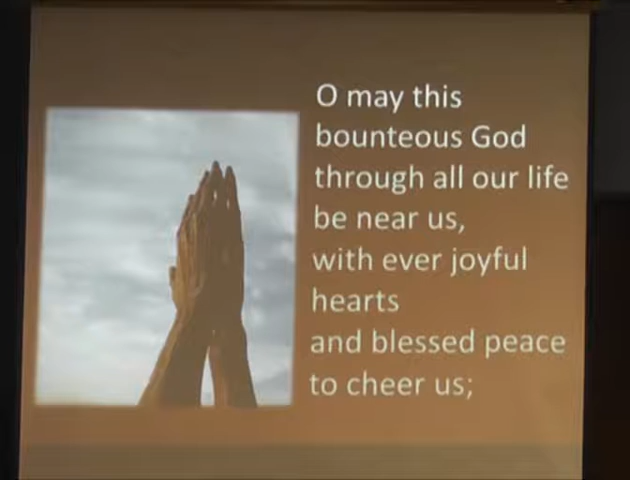 O may this
bounteous God
through all our life
be near us,
with ever joyful
hearts
and blessed peace
to cheer us;